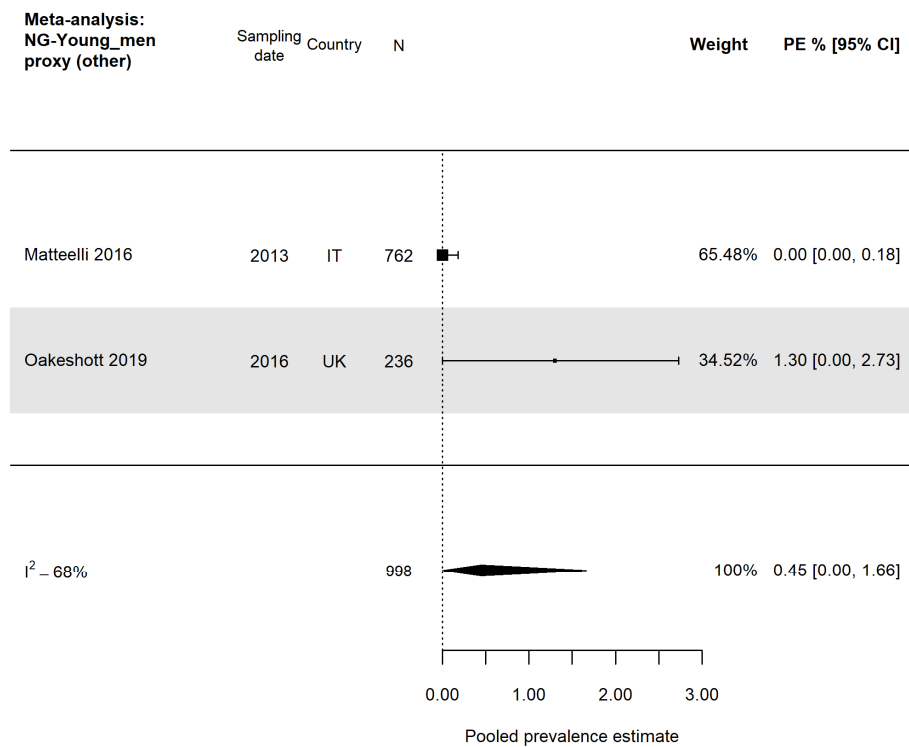 Meta-analysis:
NG-Young_men
proxy (other)
Sampling
date
Country
N
Weight
PE % [95% CI]
Matteelli 2016 2013 IT 762 65.48% 0.00 [0.00, 0.18]
Oakeshott 2019 2016 UK 236 34.52% 1.30 [0.00, 2.73]
I² – 68% 998 100% 0.45 [0.00, 1.66]
0.00 1.00 2.00 3.00
Pooled prevalence estimate